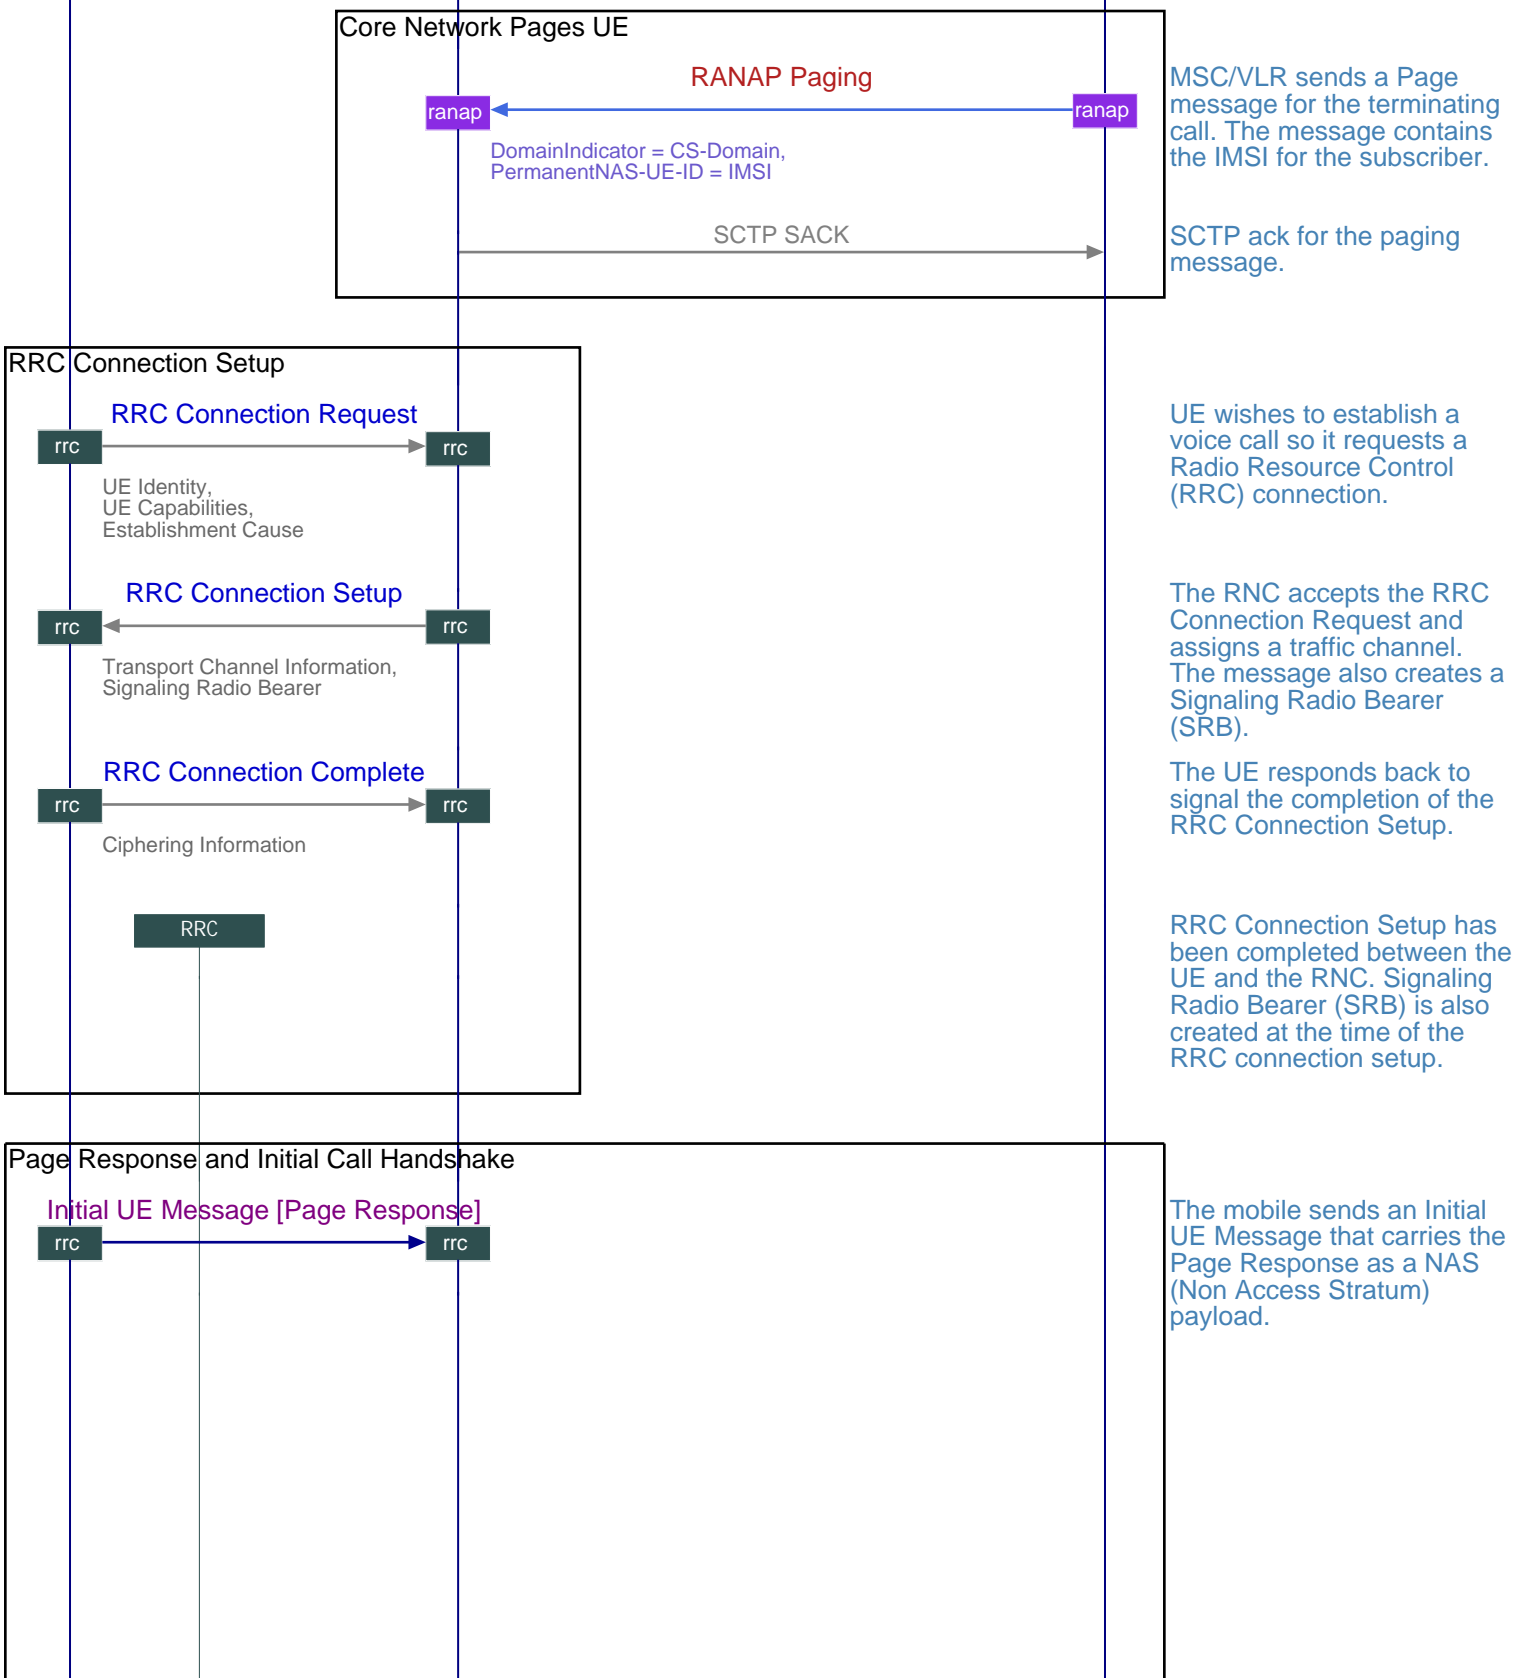 Core Network Pages UE
RANAP Paging
ranap
ranap
DomainIndicator = CS-Domain,
PermanentNAS-UE-ID = IMSI
MSC/VLR sends a Page
message for the terminating
call. The message contains
the IMSI for the subscriber.
SCTP SACK
SCTP ack for the paging
message.
RRC Connection Setup
RRC Connection Request
rrc
rrc
UE Identity,
UE Capabilities,
Establishment Cause
UE wishes to establish a
voice call so it requests a
Radio Resource Control
(RRC) connection.
RRC Connection Setup
rrc
rrc
Transport Channel Information,
Signaling Radio Bearer
The RNC accepts the RRC
Connection Request and
assigns a traffic channel.
The message also creates a
Signaling Radio Bearer
(SRB).
RRC Connection Complete
rrc
rrc
Ciphering Information
The UE responds back to
signal the completion of the
RRC Connection Setup.
RRC
RRC Connection Setup has
been completed between the
UE and the RNC. Signaling
Radio Bearer (SRB) is also
created at the time of the
RRC connection setup.
Page Response and Initial Call Handshake
Initial UE Message [Page Response]
rrc
rrc
The mobile sends an Initial
UE Message that carries the
Page Response as a NAS
(Non Access Stratum)
payload.